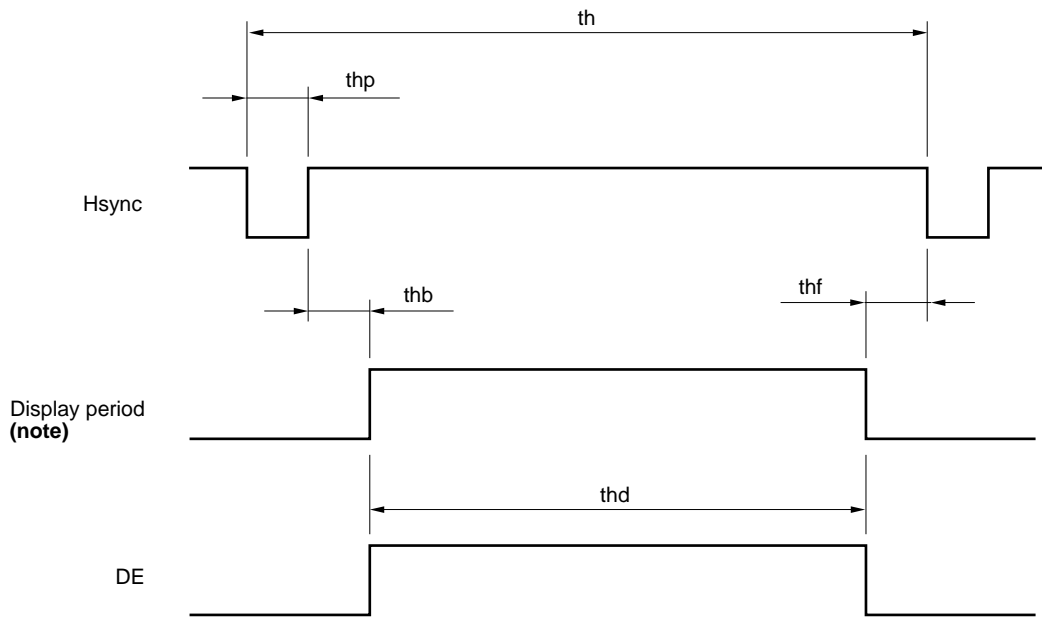 th
thp
Hsync
thb
thf
Display period
(note)
thd
DE